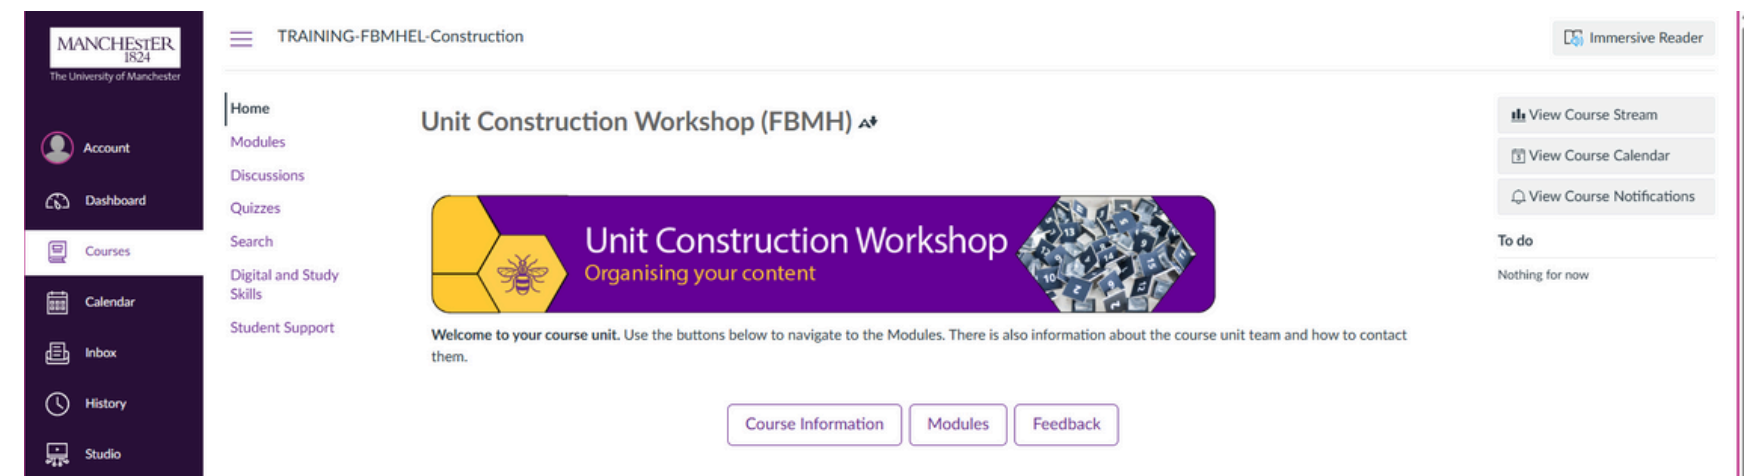 MANCHESTER
1824
The University of Manchester
Account
Dashboard
Courses
Calendar
Inbox
History
Studio
TRAINING-FBMHEL-Construction
Immersive Reader
Home
Modules
Discussions
Quizzes
Search
Digital and Study
Skills
Student Support
Unit Construction Workshop (FBMH)
Unit Construction Workshop
Organising your content
Welcome to your course unit. Use the buttons below to navigate to the Modules. There is also information about the course unit team and how to contact
them.
Course Information
Modules
Feedback
View Course Stream
View Course Calendar
View Course Notifications
To do
Nothing for now